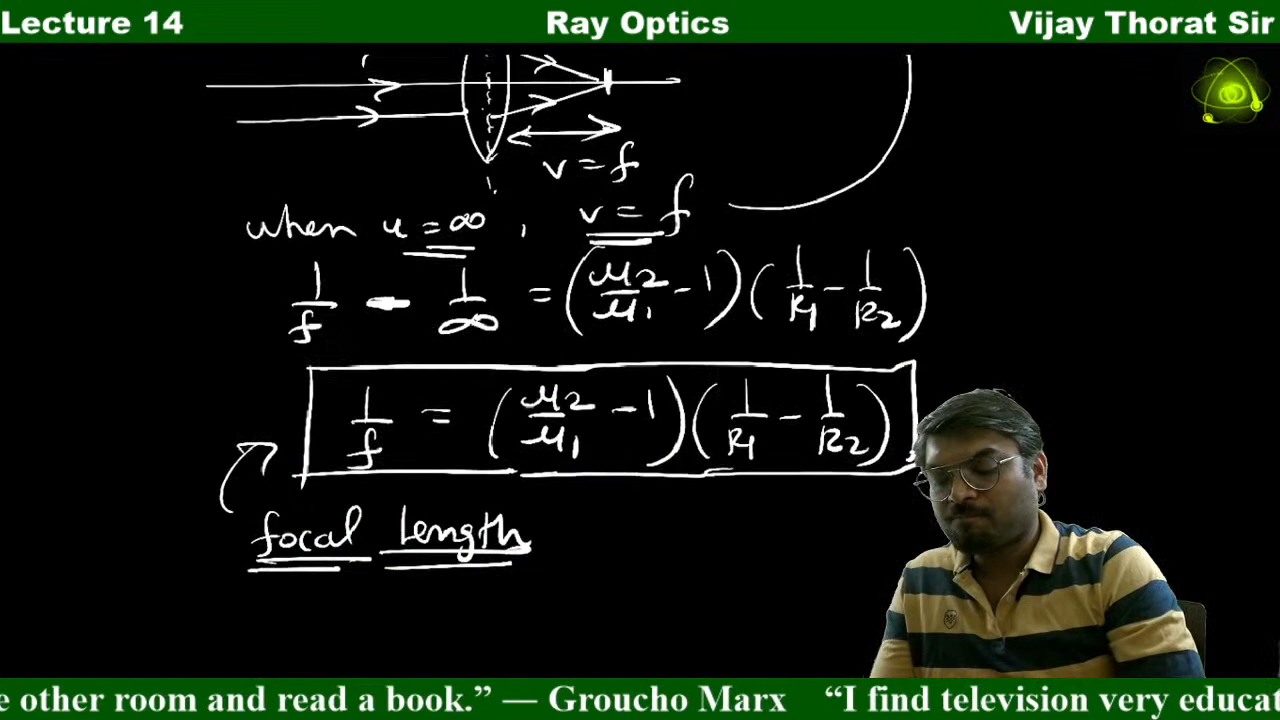 Lecture 14 Ray Optics Vijay Thorat Sir
v = f
when u = ∞ , v = f
1/f - 1/∞ = (μ2/μ1 - 1)(1/R1 - 1/R2)
1/f = (μ2/μ1 - 1)(1/R1 - 1/R2)
focal length
e other room and read a book.” — Groucho Marx “I find television very educat